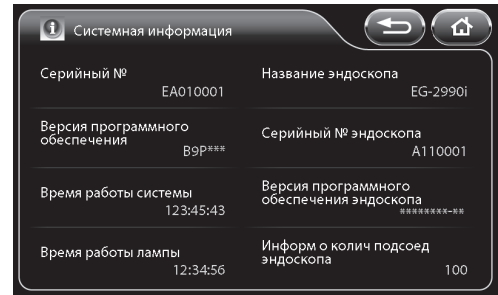 Системная информация
Серийный №
EA010001
Версия программного
обеспечения
B9P***
Время работы системы
123:45:43
Время работы лампы
12:34:56
Название эндоскопа
EG-2990i
Серийный № эндоскопа
A110001
Версия программного
обеспечения эндоскопа
********-**
Информ о колич подсоед
эндоскопа
100